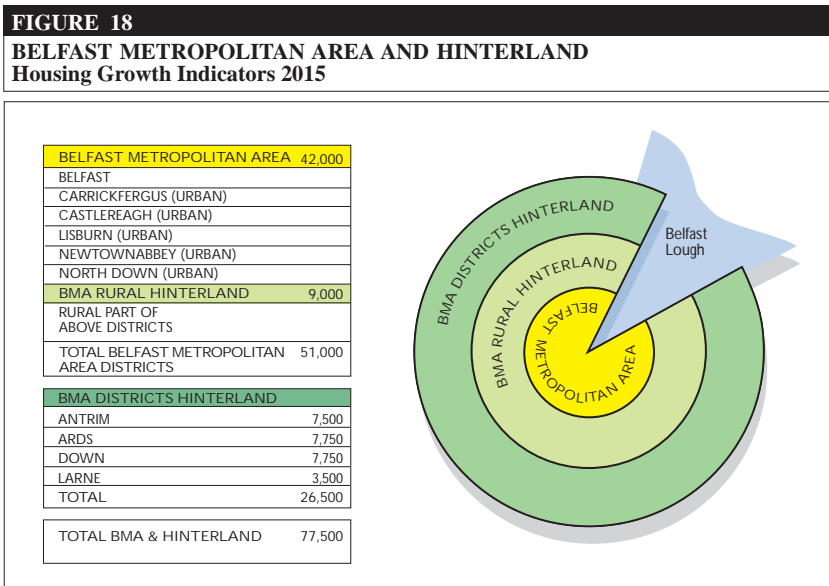 FIGURE 18
BELFAST METROPOLITAN AREA AND HINTERLAND
Housing Growth Indicators 2015
BELFAST METROPOLITAN AREA 42,000
BELFAST
CARRICKFERGUS (URBAN)
CASTLEREAGH (URBAN)
LISBURN (URBAN)
NEWTOWNABBEY (URBAN)
NORTH DOWN (URBAN)
BMA RURAL HINTERLAND 9,000
RURAL PART OF
ABOVE DISTRICTS
TOTAL BELFAST METROPOLITAN 51,000
AREA DISTRICTS
BMA DISTRICTS HINTERLAND
ANTRIM 7,500
ARDS 7,750
DOWN 7,750
LARNE 3,500
TOTAL 26,500
TOTAL BMA & HINTERLAND 77,500
BMA DISTRICTS HINTERLAND
BMA RURAL HINTERLAND
BELFAST
METROPOLITAN AREA
Belfast
Lough